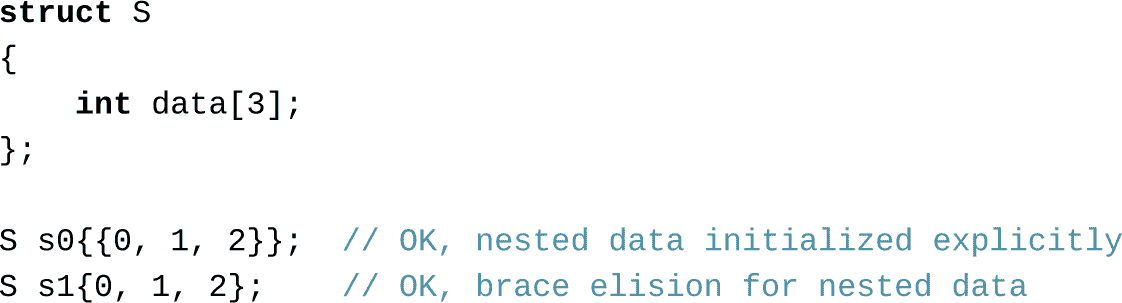 struct S
{
    int data[3];
};

S s0{{0, 1, 2}};  // OK, nested data initialized explicitly
S s1{0, 1, 2};    // OK, brace elision for nested data